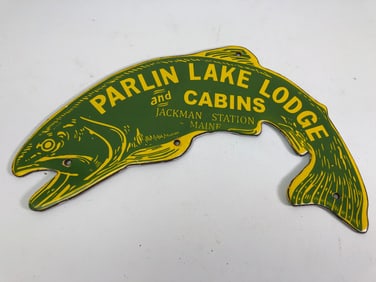 PARLIN LAKE LODGE
and CABINS
JACKMAN STATION
MAINE